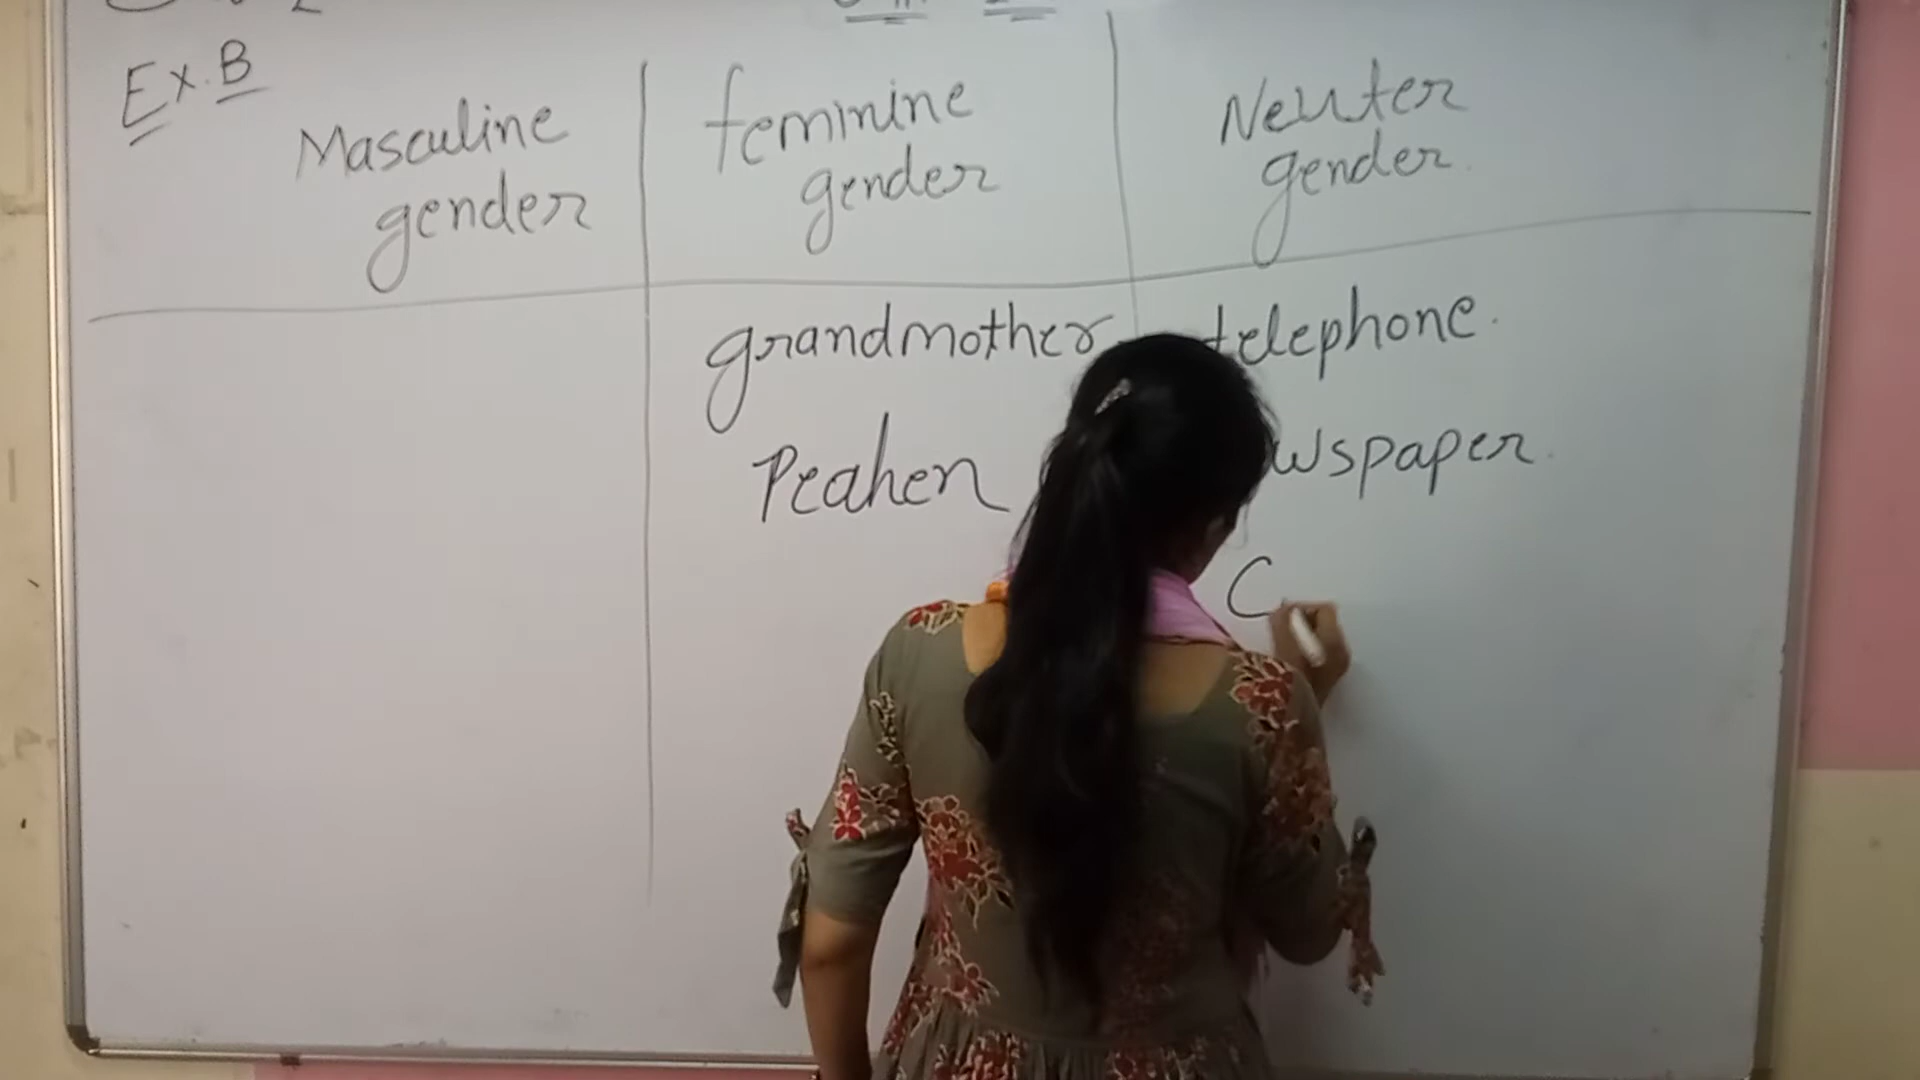 Ex. B
Masculine gender
feminine gender
Neuter gender
grandmother
telephone
Peahen
wspaper
C